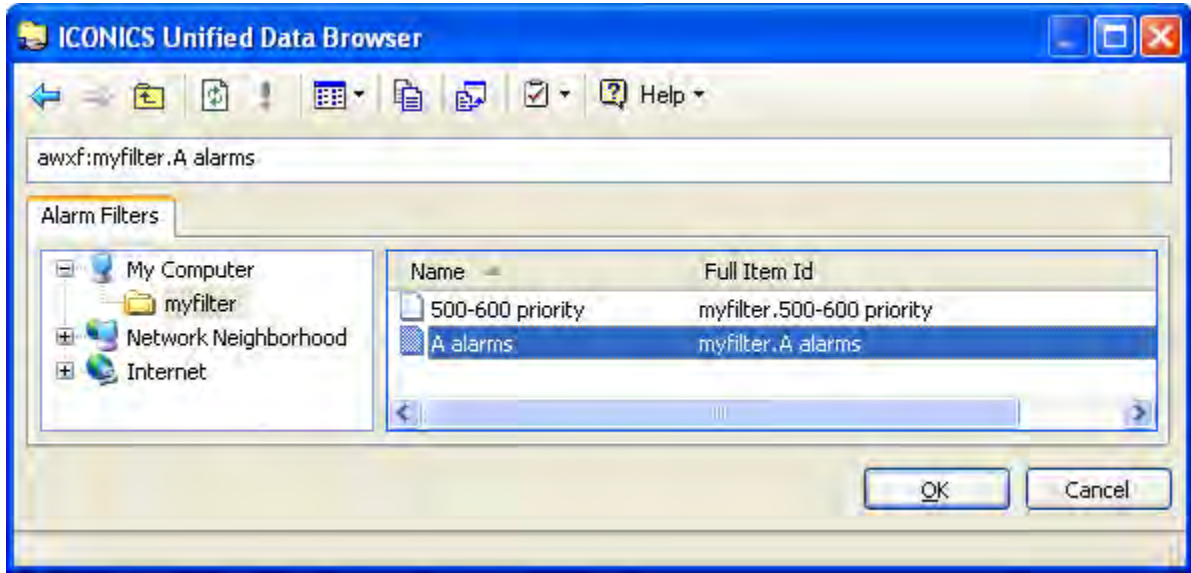 ICONICS Unified Data Browser
Help
awxf:myfilter.A alarms
Alarm Filters
My Computer
myfilter
Network Neighborhood
Internet
Name Full Item Id
500-600 priority myfilter.500-600 priority
A alarms myfilter.A alarms
OK Cancel